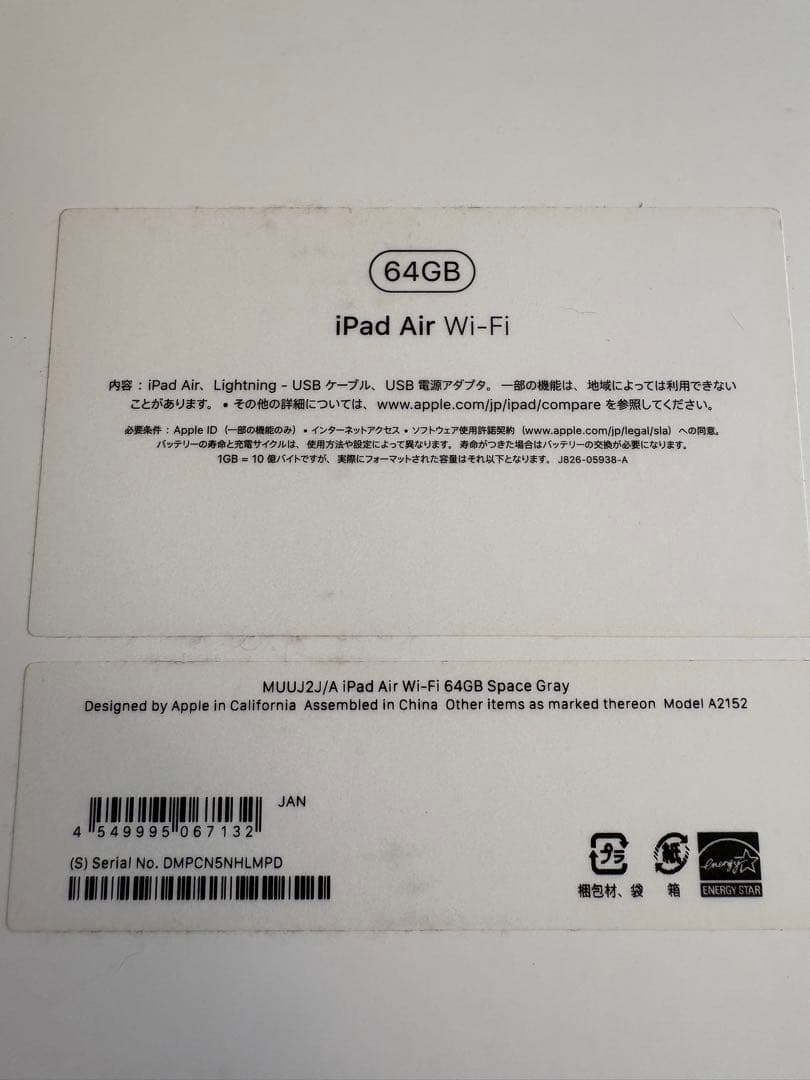 64GB
iPad Air Wi-Fi
内容：iPad Air、Lightning - USB ケーブル、USB 電源アダプタ。一部の機能は、地域によっては利用できない
ことがあります。• その他の詳細については、www.apple.com/jp/ipad/compare を参照してください。
必要条件：Apple ID（一部の機能のみ）• インターネットアクセス • ソフトウェア使用許諾契約（www.apple.com/jp/legal/sla）への同意。
バッテリーの寿命と充電サイクルは、使用方法や設定によって異なります。寿命がつきた場合はバッテリーの交換が必要になります。
1GB = 10 億バイトですが、実際にフォーマットされた容量はそれ以下となります。J826-05938-A
MUUJ2J/A iPad Air Wi-Fi 64GB Space Gray
Designed by Apple in California Assembled in China Other items as marked thereon Model A2152
JAN
4 549995 067132
(S) Serial No. DMPCN5NHLMPD
プラ 紙 energy
梱包材、袋 箱 ENERGY STAR